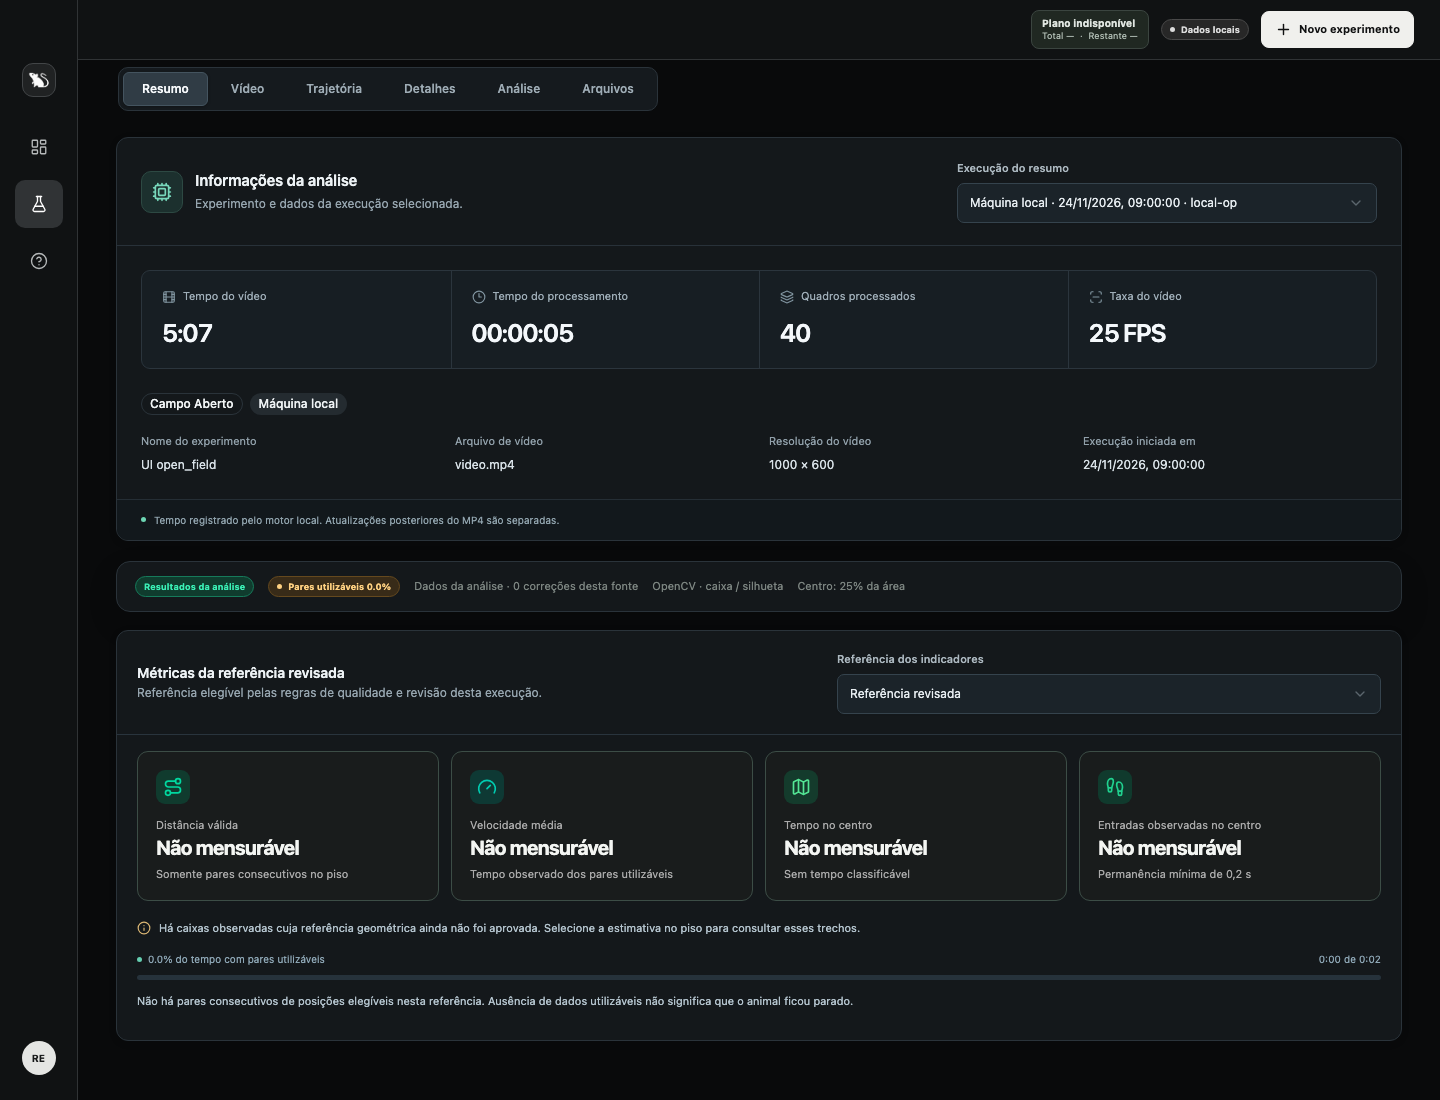 Plano indisponível
Total — · Restante —
Dados locais
Novo experimento
Resumo
Vídeo
Trajetória
Detalhes
Análise
Arquivos
Informações da análise
Experimento e dados da execução selecionada.
Execução do resumo
Máquina local · 24/11/2026, 09:00:00 · local-op
Tempo do vídeo
5:07
Tempo do processamento
00:00:05
Quadros processados
40
Taxa do vídeo
25 FPS
Campo Aberto
Máquina local
Nome do experimento
UI open_field
Arquivo de vídeo
video.mp4
Resolução do vídeo
1000 × 600
Execução iniciada em
24/11/2026, 09:00:00
Tempo registrado pelo motor local. Atualizações posteriores do MP4 são separadas.
Resultados da análise
Pares utilizáveis 0.0%
Dados da análise · 0 correções desta fonte
OpenCV · caixa / silhueta
Centro: 25% da área
Métricas da referência revisada
Referência elegível pelas regras de qualidade e revisão desta execução.
Referência dos indicadores
Referência revisada
Distância válida
Não mensurável
Somente pares consecutivos no piso
Velocidade média
Não mensurável
Tempo observado dos pares utilizáveis
Tempo no centro
Não mensurável
Sem tempo classificável
Entradas observadas no centro
Não mensurável
Permanência mínima de 0,2 s
Há caixas observadas cuja referência geométrica ainda não foi aprovada. Selecione a estimativa no piso para consultar esses trechos.
0.0% do tempo com pares utilizáveis
0:00 de 0:02
Não há pares consecutivos de posições elegíveis nesta referência. Ausência de dados utilizáveis não significa que o animal ficou parado.
RE